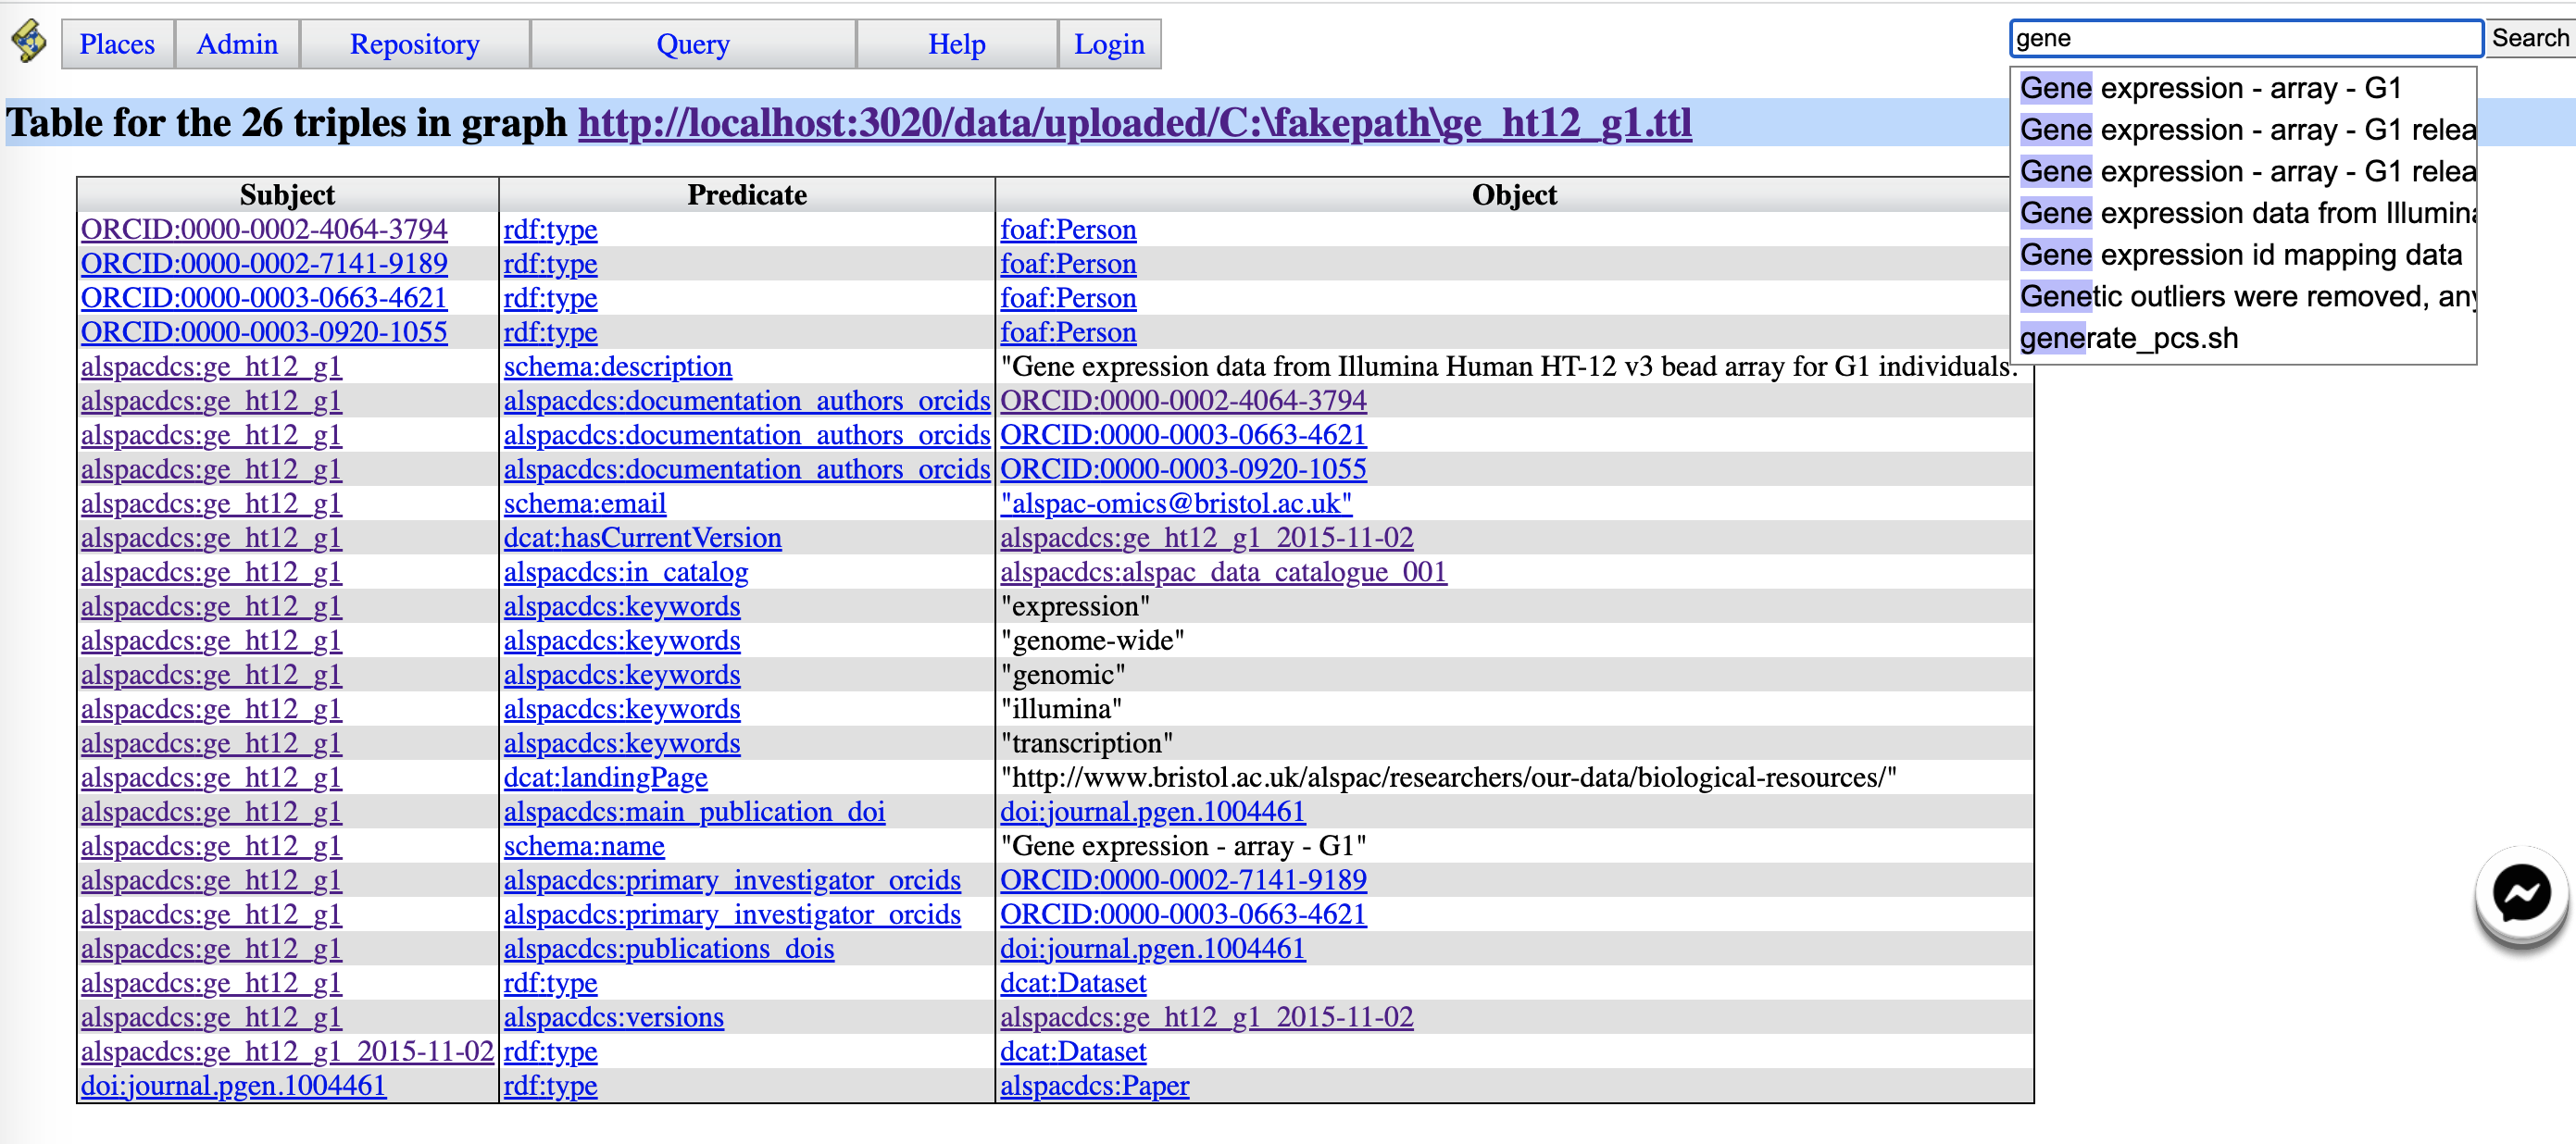 Places Admin Repository Query Help Login gene Search
Gene expression - array - G1
Gene expression - array - G1 relea
Gene expression - array - G1 relea
Gene expression data from Illumina
Gene expression id mapping data
Genetic outliers were removed, any
generate_pcs.sh
Table for the 26 triples in graph http://localhost:3020/data/uploaded/C:\fakepath\ge_ht12_g1.ttl
Subject Predicate Object
ORCID:0000-0002-4064-3794 rdf:type foaf:Person
ORCID:0000-0002-7141-9189 rdf:type foaf:Person
ORCID:0000-0003-0663-4621 rdf:type foaf:Person
ORCID:0000-0003-0920-1055 rdf:type foaf:Person
alspacdcs:ge_ht12_g1 schema:description "Gene expression data from Illumina Human HT-12 v3 bead array for G1 individuals.
alspacdcs:ge_ht12_g1 alspacdcs:documentation_authors_orcids ORCID:0000-0002-4064-3794
alspacdcs:ge_ht12_g1 alspacdcs:documentation_authors_orcids ORCID:0000-0003-0663-4621
alspacdcs:ge_ht12_g1 alspacdcs:documentation_authors_orcids ORCID:0000-0003-0920-1055
alspacdcs:ge_ht12_g1 schema:email "alspac-omics@bristol.ac.uk"
alspacdcs:ge_ht12_g1 dcat:hasCurrentVersion alspacdcs:ge_ht12_g1_2015-11-02
alspacdcs:ge_ht12_g1 alspacdcs:in_catalog alspacdcs:alspac_data_catalogue_001
alspacdcs:ge_ht12_g1 alspacdcs:keywords "expression"
alspacdcs:ge_ht12_g1 alspacdcs:keywords "genome-wide"
alspacdcs:ge_ht12_g1 alspacdcs:keywords "genomic"
alspacdcs:ge_ht12_g1 alspacdcs:keywords "illumina"
alspacdcs:ge_ht12_g1 alspacdcs:keywords "transcription"
alspacdcs:ge_ht12_g1 dcat:landingPage "http://www.bristol.ac.uk/alspac/researchers/our-data/biological-resources/"
alspacdcs:ge_ht12_g1 alspacdcs:main_publication_doi doi:journal.pgen.1004461
alspacdcs:ge_ht12_g1 schema:name "Gene expression - array - G1"
alspacdcs:ge_ht12_g1 alspacdcs:primary_investigator_orcids ORCID:0000-0002-7141-9189
alspacdcs:ge_ht12_g1 alspacdcs:primary_investigator_orcids ORCID:0000-0003-0663-4621
alspacdcs:ge_ht12_g1 alspacdcs:publications_dois doi:journal.pgen.1004461
alspacdcs:ge_ht12_g1 rdf:type dcat:Dataset
alspacdcs:ge_ht12_g1 alspacdcs:versions alspacdcs:ge_ht12_g1_2015-11-02
alspacdcs:ge_ht12_g1_2015-11-02 rdf:type dcat:Dataset
doi:journal.pgen.1004461 rdf:type alspacdcs:Paper